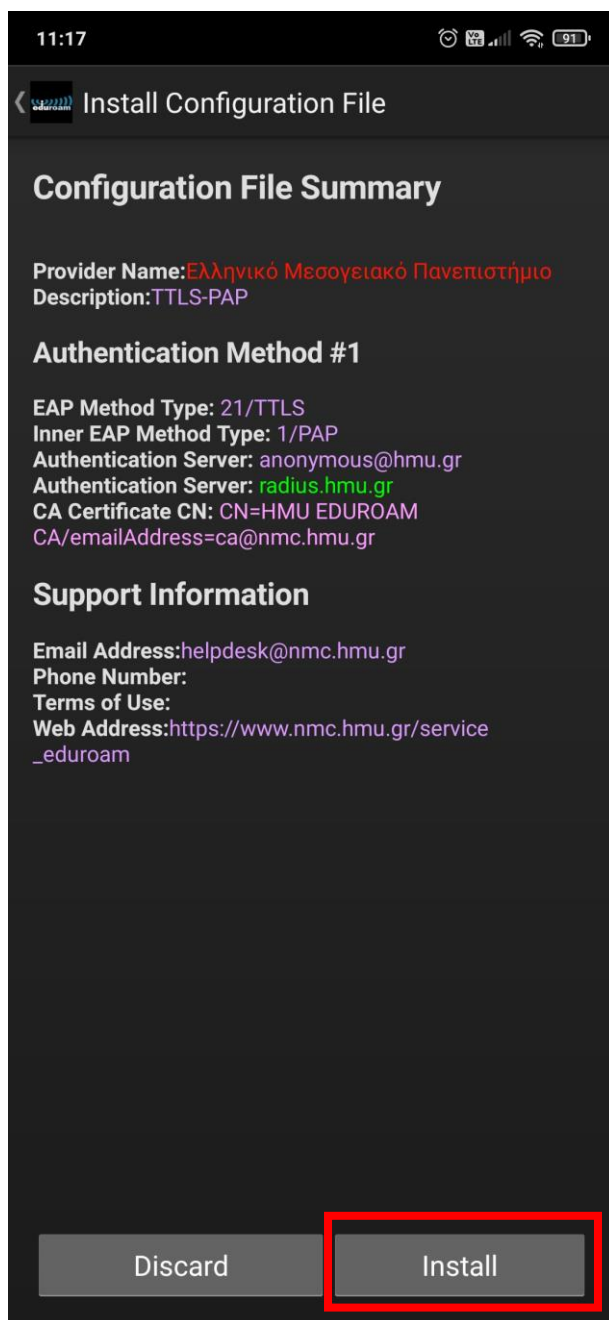 11:17
Vo LTE 91
eduroam Install Configuration File
Configuration File Summary
Provider Name:Ελληνικό Μεσογειακό Πανεπιστήμιο
Description:TTLS-PAP
Authentication Method #1
EAP Method Type: 21/TTLS
Inner EAP Method Type: 1/PAP
Authentication Server: anonymous@hmu.gr
Authentication Server: radius.hmu.gr
CA Certificate CN: CN=HMU EDUROAM
CA/emailAddress=ca@nmc.hmu.gr
Support Information
Email Address:helpdesk@nmc.hmu.gr
Phone Number:
Terms of Use:
Web Address:https://www.nmc.hmu.gr/service
_eduroam
Discard Install